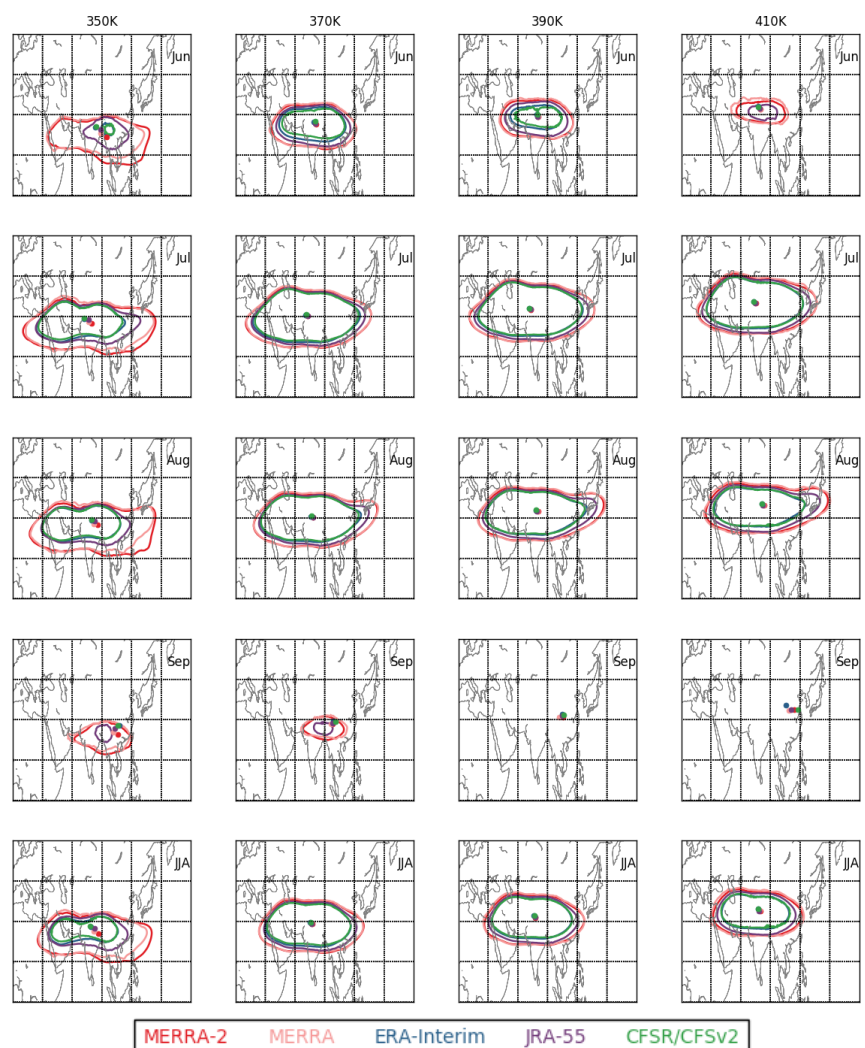 350K 370K 390K 410K
Jun Jun Jun Jun
Jul Jul Jul Jul
Aug Aug Aug Aug
Sep Sep Sep Sep
JJA JJA JJA JJA
MERRA-2 MERRA ERA-Interim JRA-55 CFSR/CFSv2